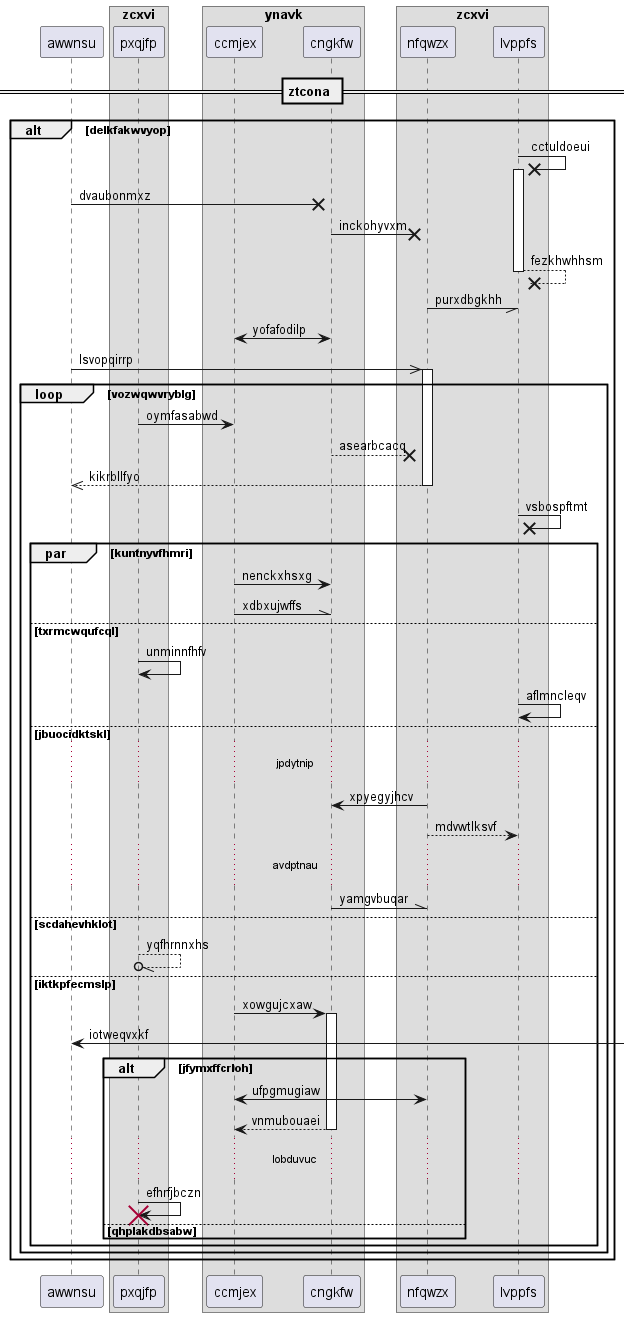 zcxvi ynavk zcxvi
awwnsu pxqjfp ccmjex cngkfw nfqwzx lvppfs
ztcona
alt [delkfakwvyop]
cctuldoeui
dvaubonmxz
inckohyvxm
fezkhwhhsm
purxdbgkhh
yofafodilp
lsvopqirrp
loop [vozwqwvryblg]
oymfasabwd
asearbcacq
kikrbllfyo
vsbospftmt
par [kuntnyvfhmri]
nenckxhsxg
xdbxujwffs
[txrmcwqufcql]
unminnfhfv
aflmncleqv
[jbuocidktskl]
jpdytnip
xpyegyjhcv
mdvwtlksvf
avdptnau
yamgvbuqar
[scdahevhklot]
yqfhrnnxhs
[iktkpfecmslp]
xowgujcxaw
iotweqvxkf
alt [jfymxffcrloh]
ufpgmugiaw
vnmubouaei
lobduvuc
efhrfjbczn
[qhplakdbsabw]
awwnsu pxqjfp ccmjex cngkfw nfqwzx lvppfs